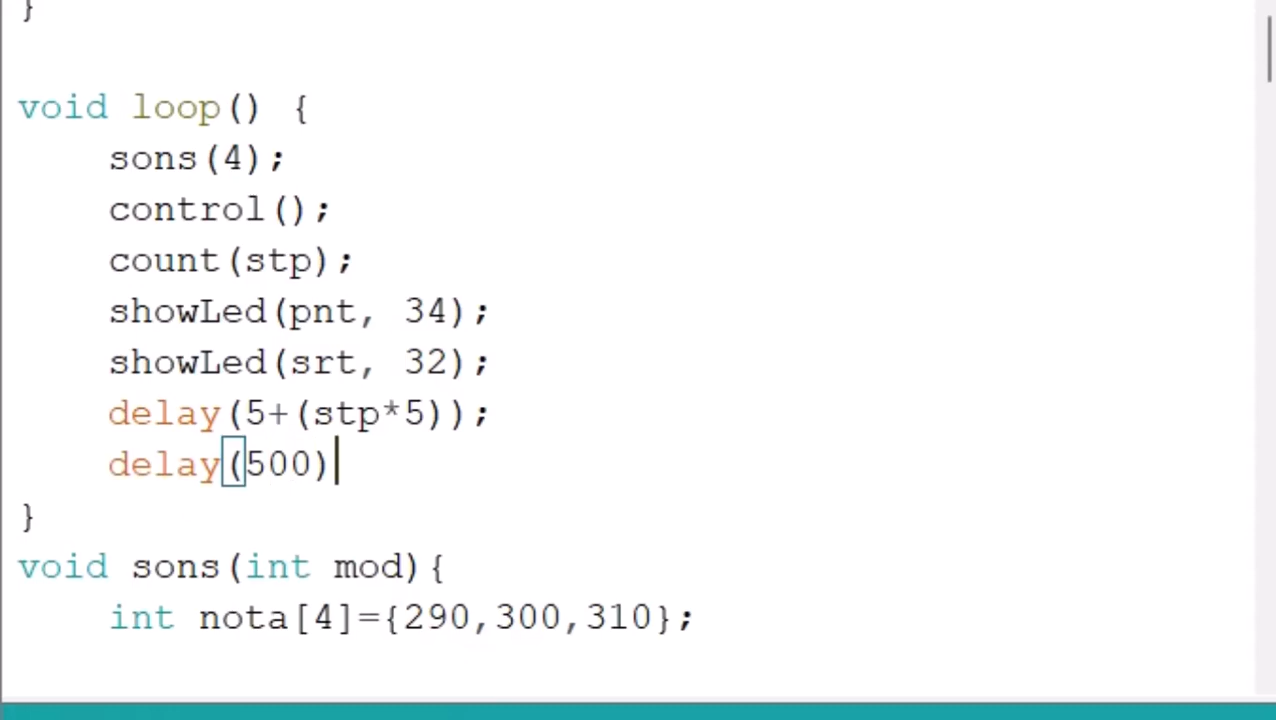 }
void loop() {
    sons(4);
    control();
    count(stp);
    showLed(pnt, 34);
    showLed(srt, 32);
    delay(5+(stp*5));
    delay(500)
}
void sons(int mod){
    int nota[4]={290,300,310};